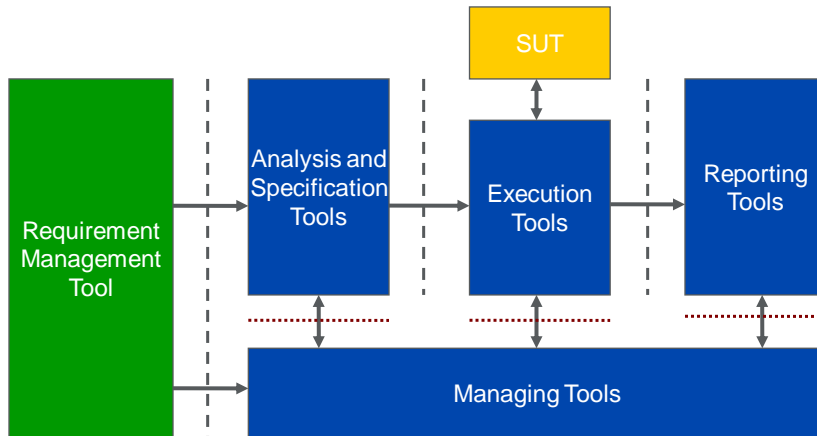 SUT
Requirement
Management
Tool
Analysis and
Specification
Tools
Execution
Tools
Reporting
Tools
Managing Tools